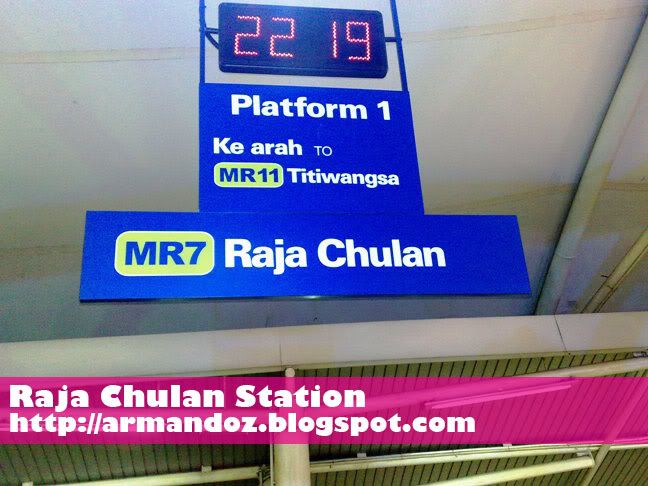 22 19
Platform 1
Ke arah TO
MR11 Titiwangsa
MR7 Raja Chulan
Raja Chulan Station
http://armandoz.blogspot.com